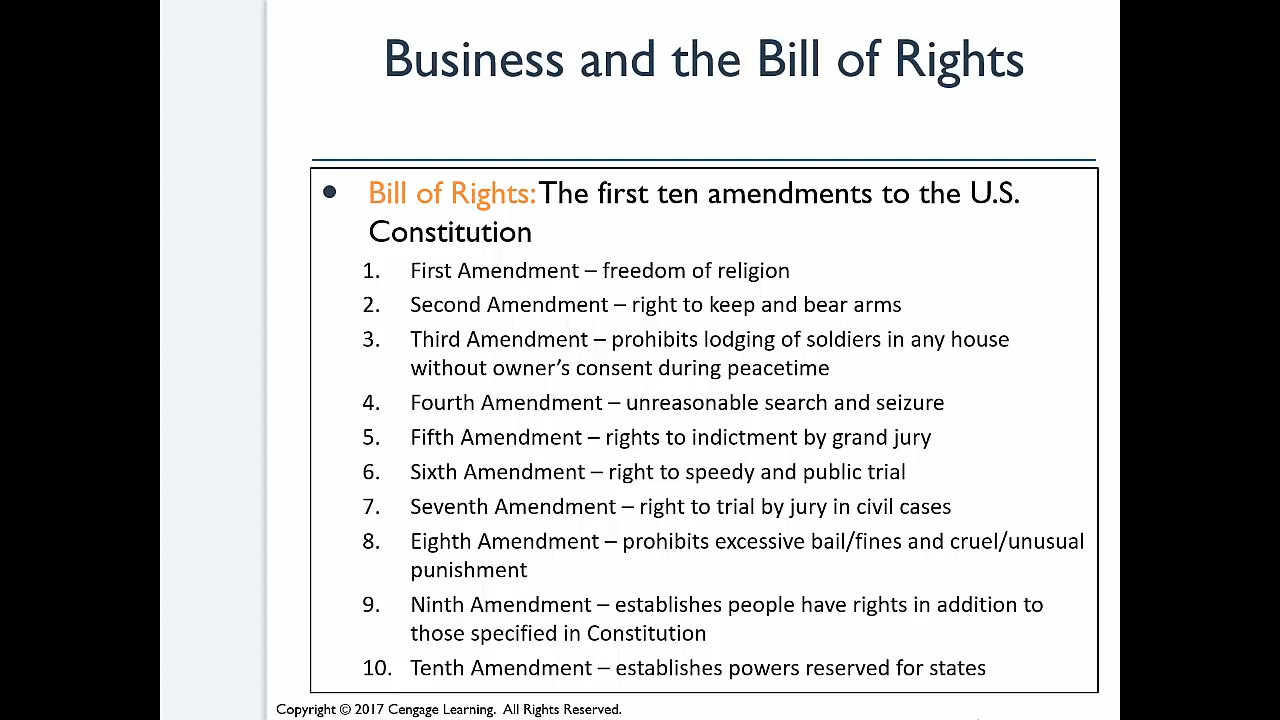 Business and the Bill of Rights
• Bill of Rights: The first ten amendments to the U.S.
Constitution
1. First Amendment – freedom of religion
2. Second Amendment – right to keep and bear arms
3. Third Amendment – prohibits lodging of soldiers in any house
without owner’s consent during peacetime
4. Fourth Amendment – unreasonable search and seizure
5. Fifth Amendment – rights to indictment by grand jury
6. Sixth Amendment – right to speedy and public trial
7. Seventh Amendment – right to trial by jury in civil cases
8. Eighth Amendment – prohibits excessive bail/fines and cruel/unusual
punishment
9. Ninth Amendment – establishes people have rights in addition to
those specified in Constitution
10. Tenth Amendment – establishes powers reserved for states
Copyright © 2017 Cengage Learning. All Rights Reserved.